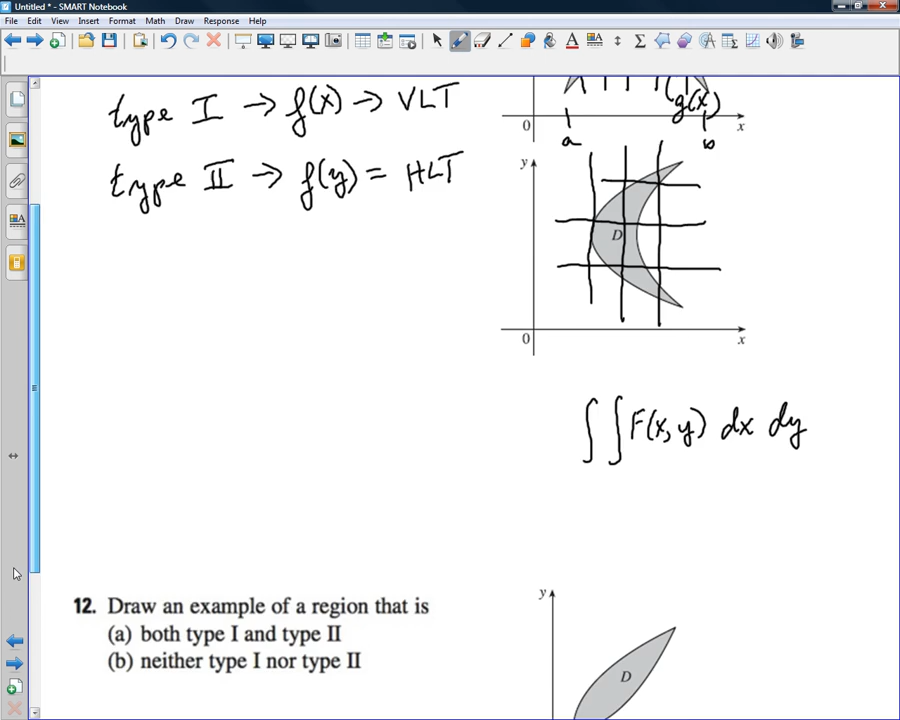 Untitled * - SMART Notebook
File Edit View Insert Format Math Draw Response Help
type I → f(x) → VLT
g(x)
0 a b x
type II → f(y) = HLT
y
D
0 x
∫ ∫ F(x, y) dx dy
12. Draw an example of a region that is
(a) both type I and type II
(b) neither type I nor type II
y
D